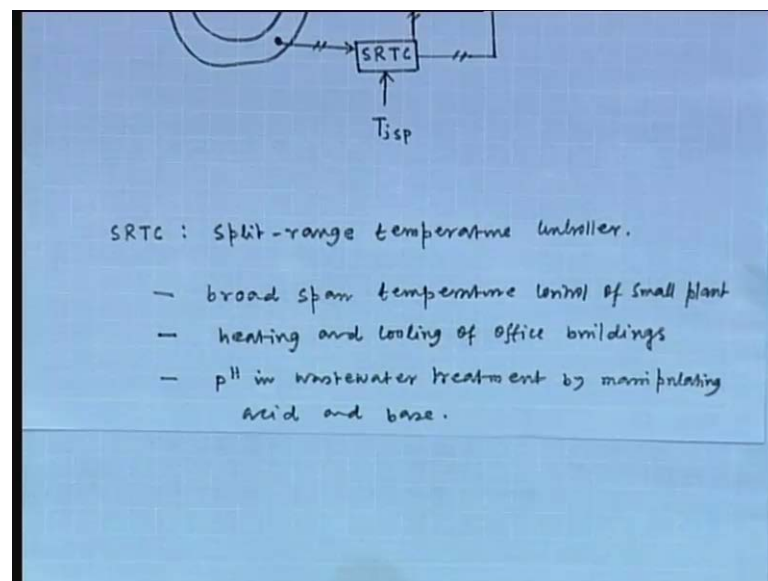 SRTC
Tjsp
SRTC : Split-range temperature controller.
— broad span temperature control of small plant
— heating and cooling of office buildings
— pH in wastewater treatment by manipulating
acid and base.